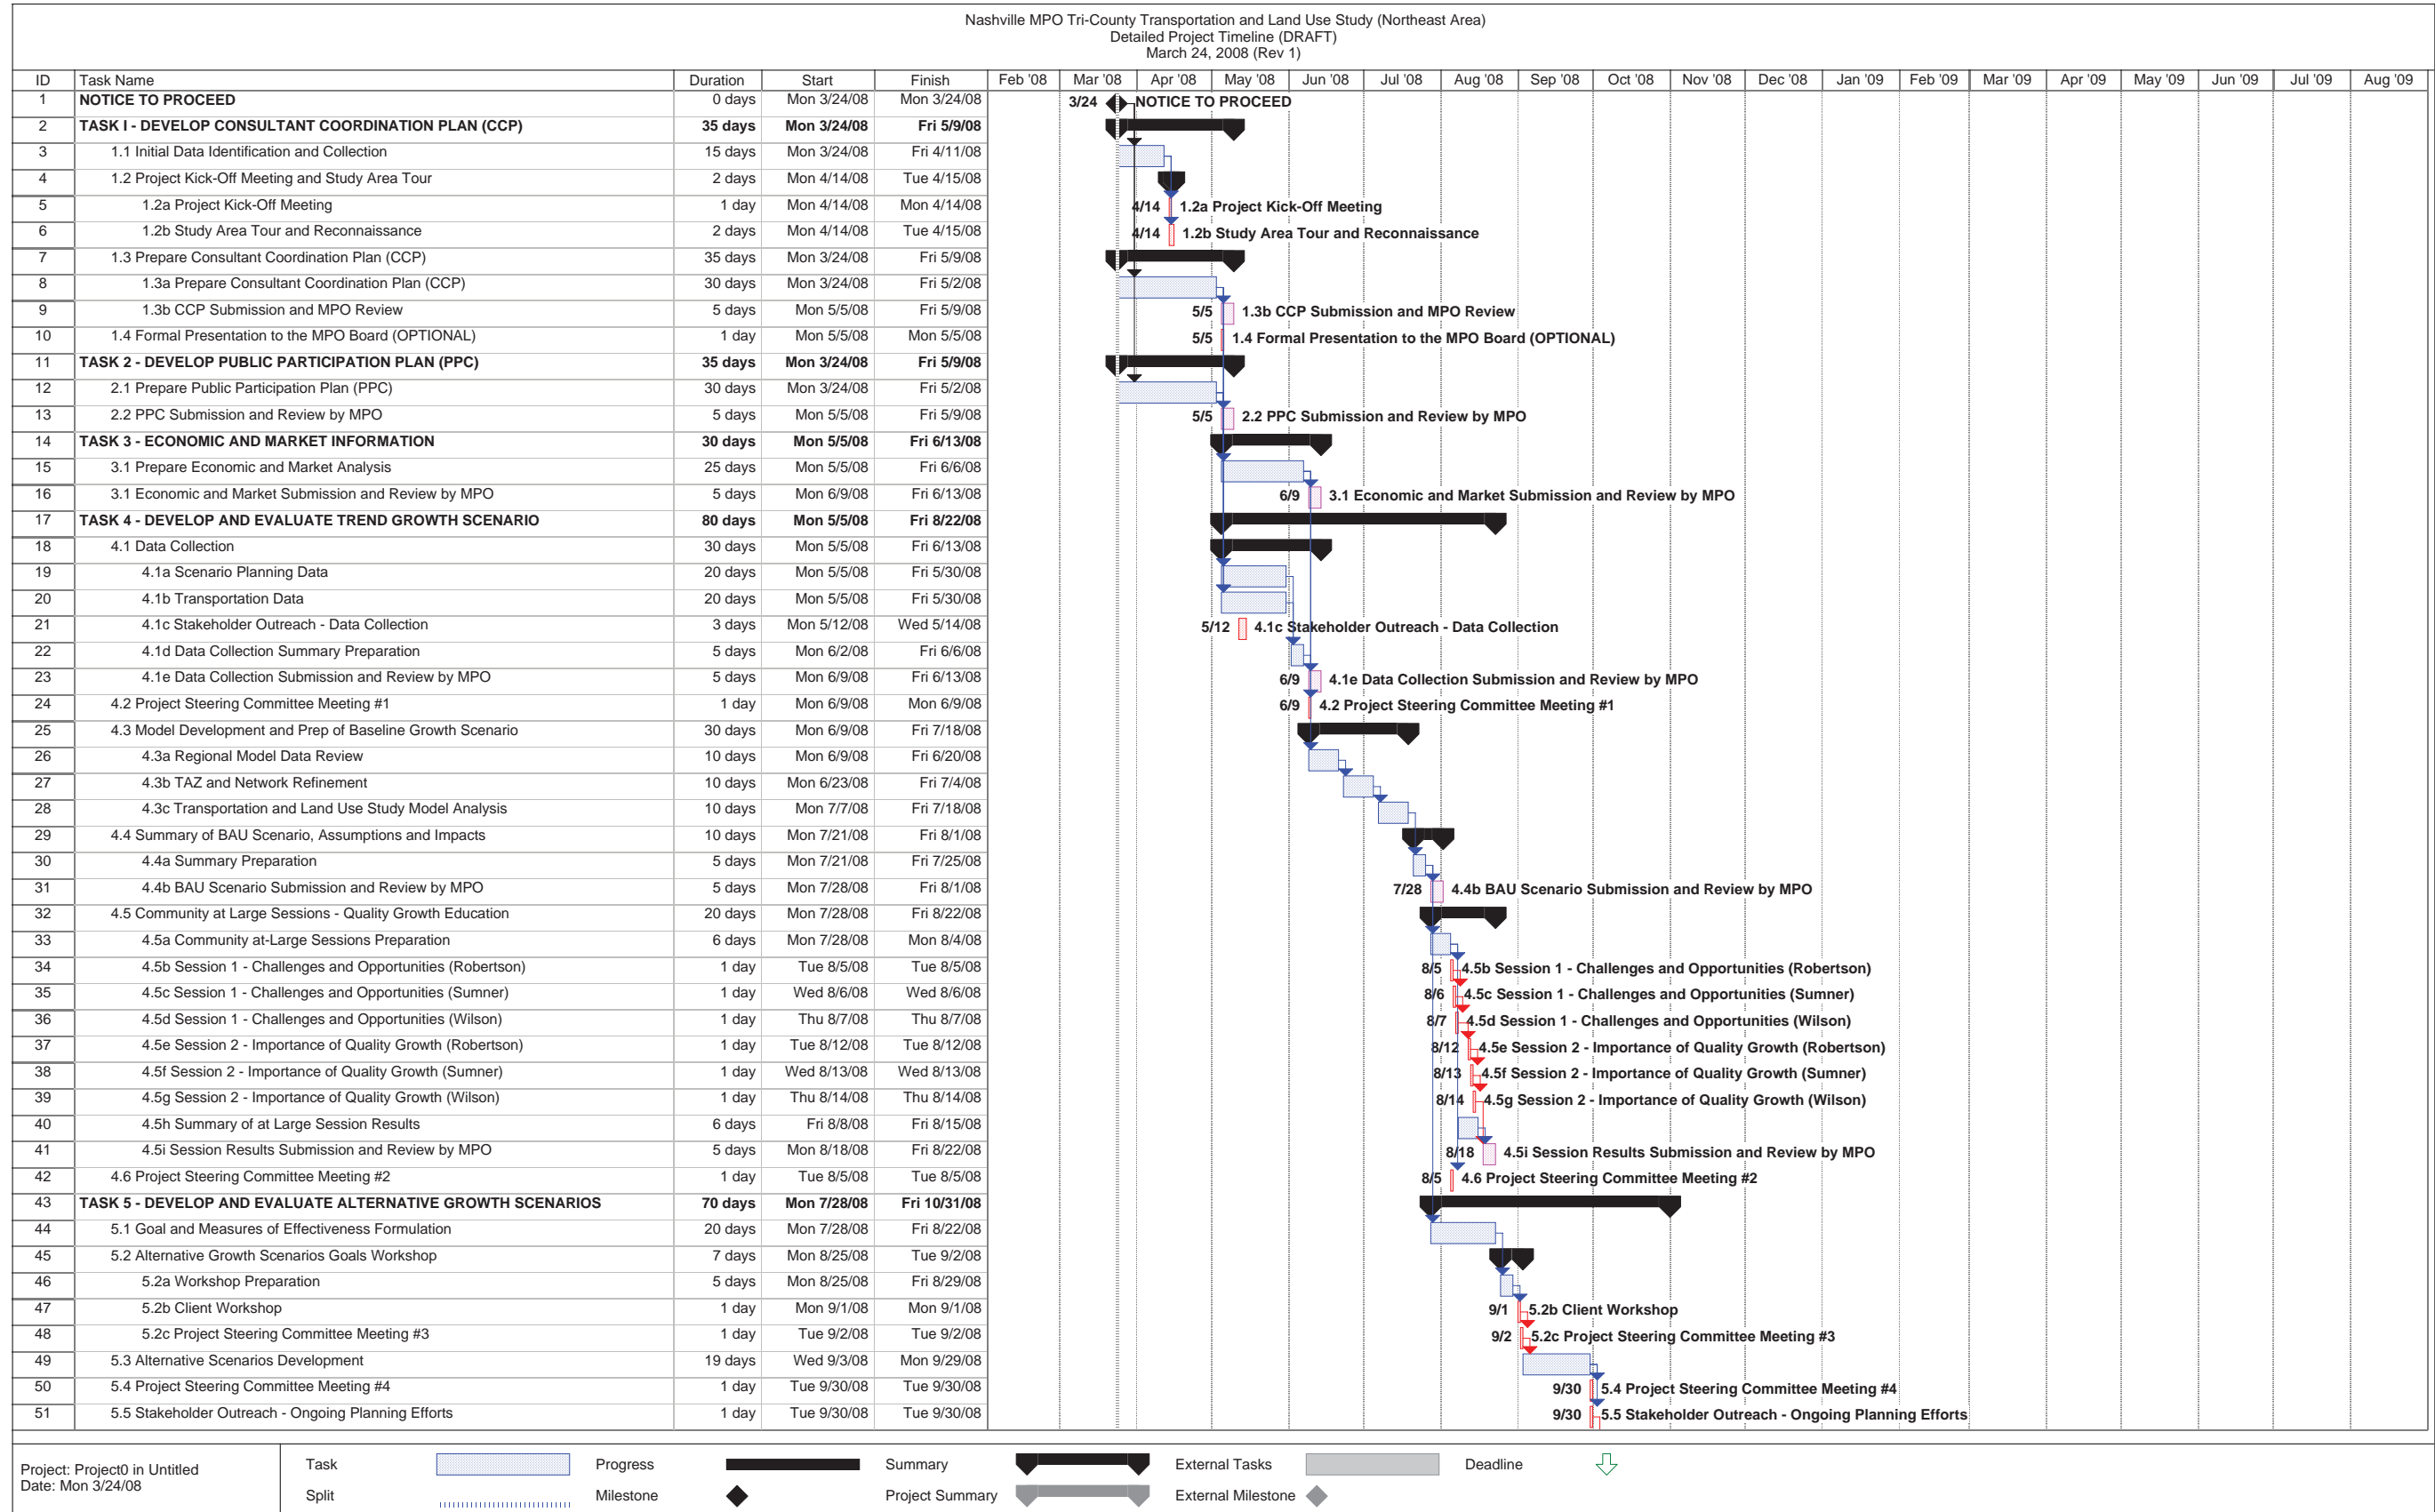 Nashville MPO Tri-County Transportation and Land Use Study (Northeast Area)
Detailed Project Timeline (DRAFT)
March 24, 2008 (Rev 1)
ID Task Name Duration Start Finish Feb '08 Mar '08 Apr '08 May '08 Jun '08 Jul '08 Aug '08 Sep '08 Oct '08 Nov '08 Dec '08 Jan '09 Feb '09 Mar '09 Apr '09 May '09 Jun '09 Jul '09 Aug '09
1 NOTICE TO PROCEED 0 days Mon 3/24/08 Mon 3/24/08 3/24 NOTICE TO PROCEED
2 TASK I - DEVELOP CONSULTANT COORDINATION PLAN (CCP) 35 days Mon 3/24/08 Fri 5/9/08
3 1.1 Initial Data Identification and Collection 15 days Mon 3/24/08 Fri 4/11/08
4 1.2 Project Kick-Off Meeting and Study Area Tour 2 days Mon 4/14/08 Tue 4/15/08
5 1.2a Project Kick-Off Meeting 1 day Mon 4/14/08 Mon 4/14/08 4/14 1.2a Project Kick-Off Meeting
6 1.2b Study Area Tour and Reconnaissance 2 days Mon 4/14/08 Tue 4/15/08 4/14 1.2b Study Area Tour and Reconnaissance
7 1.3 Prepare Consultant Coordination Plan (CCP) 35 days Mon 3/24/08 Fri 5/9/08
8 1.3a Prepare Consultant Coordination Plan (CCP) 30 days Mon 3/24/08 Fri 5/2/08
9 1.3b CCP Submission and MPO Review 5 days Mon 5/5/08 Fri 5/9/08 5/5 1.3b CCP Submission and MPO Review
10 1.4 Formal Presentation to the MPO Board (OPTIONAL) 1 day Mon 5/5/08 Mon 5/5/08 5/5 1.4 Formal Presentation to the MPO Board (OPTIONAL)
11 TASK 2 - DEVELOP PUBLIC PARTICIPATION PLAN (PPC) 35 days Mon 3/24/08 Fri 5/9/08
12 2.1 Prepare Public Participation Plan (PPC) 30 days Mon 3/24/08 Fri 5/2/08
13 2.2 PPC Submission and Review by MPO 5 days Mon 5/5/08 Fri 5/9/08 5/5 2.2 PPC Submission and Review by MPO
14 TASK 3 - ECONOMIC AND MARKET INFORMATION 30 days Mon 5/5/08 Fri 6/13/08
15 3.1 Prepare Economic and Market Analysis 25 days Mon 5/5/08 Fri 6/6/08
16 3.1 Economic and Market Submission and Review by MPO 5 days Mon 6/9/08 Fri 6/13/08 6/9 3.1 Economic and Market Submission and Review by MPO
17 TASK 4 - DEVELOP AND EVALUATE TREND GROWTH SCENARIO 80 days Mon 5/5/08 Fri 8/22/08
18 4.1 Data Collection 30 days Mon 5/5/08 Fri 6/13/08
19 4.1a Scenario Planning Data 20 days Mon 5/5/08 Fri 5/30/08
20 4.1b Transportation Data 20 days Mon 5/5/08 Fri 5/30/08
21 4.1c Stakeholder Outreach - Data Collection 3 days Mon 5/12/08 Wed 5/14/08 5/12 4.1c Stakeholder Outreach - Data Collection
22 4.1d Data Collection Summary Preparation 5 days Mon 6/2/08 Fri 6/6/08
23 4.1e Data Collection Submission and Review by MPO 5 days Mon 6/9/08 Fri 6/13/08 6/9 4.1e Data Collection Submission and Review by MPO
24 4.2 Project Steering Committee Meeting #1 1 day Mon 6/9/08 Mon 6/9/08 6/9 4.2 Project Steering Committee Meeting #1
25 4.3 Model Development and Prep of Baseline Growth Scenario 30 days Mon 6/9/08 Fri 7/18/08
26 4.3a Regional Model Data Review 10 days Mon 6/9/08 Fri 6/20/08
27 4.3b TAZ and Network Refinement 10 days Mon 6/23/08 Fri 7/4/08
28 4.3c Transportation and Land Use Study Model Analysis 10 days Mon 7/7/08 Fri 7/18/08
29 4.4 Summary of BAU Scenario, Assumptions and Impacts 10 days Mon 7/21/08 Fri 8/1/08
30 4.4a Summary Preparation 5 days Mon 7/21/08 Fri 7/25/08
31 4.4b BAU Scenario Submission and Review by MPO 5 days Mon 7/28/08 Fri 8/1/08 7/28 4.4b BAU Scenario Submission and Review by MPO
32 4.5 Community at Large Sessions - Quality Growth Education 20 days Mon 7/28/08 Fri 8/22/08
33 4.5a Community at-Large Sessions Preparation 6 days Mon 7/28/08 Mon 8/4/08
34 4.5b Session 1 - Challenges and Opportunities (Robertson) 1 day Tue 8/5/08 Tue 8/5/08 8/5 4.5b Session 1 - Challenges and Opportunities (Robertson)
35 4.5c Session 1 - Challenges and Opportunities (Sumner) 1 day Wed 8/6/08 Wed 8/6/08 8/6 4.5c Session 1 - Challenges and Opportunities (Sumner)
36 4.5d Session 1 - Challenges and Opportunities (Wilson) 1 day Thu 8/7/08 Thu 8/7/08 8/7 4.5d Session 1 - Challenges and Opportunities (Wilson)
37 4.5e Session 2 - Importance of Quality Growth (Robertson) 1 day Tue 8/12/08 Tue 8/12/08 8/12 4.5e Session 2 - Importance of Quality Growth (Robertson)
38 4.5f Session 2 - Importance of Quality Growth (Sumner) 1 day Wed 8/13/08 Wed 8/13/08 8/13 4.5f Session 2 - Importance of Quality Growth (Sumner)
39 4.5g Session 2 - Importance of Quality Growth (Wilson) 1 day Thu 8/14/08 Thu 8/14/08 8/14 4.5g Session 2 - Importance of Quality Growth (Wilson)
40 4.5h Summary of at Large Session Results 6 days Fri 8/8/08 Fri 8/15/08
41 4.5i Session Results Submission and Review by MPO 5 days Mon 8/18/08 Fri 8/22/08 8/18 4.5i Session Results Submission and Review by MPO
42 4.6 Project Steering Committee Meeting #2 1 day Tue 8/5/08 Tue 8/5/08 8/5 4.6 Project Steering Committee Meeting #2
43 TASK 5 - DEVELOP AND EVALUATE ALTERNATIVE GROWTH SCENARIOS 70 days Mon 7/28/08 Fri 10/31/08
44 5.1 Goal and Measures of Effectiveness Formulation 20 days Mon 7/28/08 Fri 8/22/08
45 5.2 Alternative Growth Scenarios Goals Workshop 7 days Mon 8/25/08 Tue 9/2/08
46 5.2a Workshop Preparation 5 days Mon 8/25/08 Fri 8/29/08
47 5.2b Client Workshop 1 day Mon 9/1/08 Mon 9/1/08 9/1 5.2b Client Workshop
48 5.2c Project Steering Committee Meeting #3 1 day Tue 9/2/08 Tue 9/2/08 9/2 5.2c Project Steering Committee Meeting #3
49 5.3 Alternative Scenarios Development 19 days Wed 9/3/08 Mon 9/29/08
50 5.4 Project Steering Committee Meeting #4 1 day Tue 9/30/08 Tue 9/30/08 9/30 5.4 Project Steering Committee Meeting #4
51 5.5 Stakeholder Outreach - Ongoing Planning Efforts 1 day Tue 9/30/08 Tue 9/30/08 9/30 5.5 Stakeholder Outreach - Ongoing Planning Efforts
Project: Project0 in Untitled
Date: Mon 3/24/08
Task Progress Summary External Tasks Deadline
Split Milestone Project Summary External Milestone